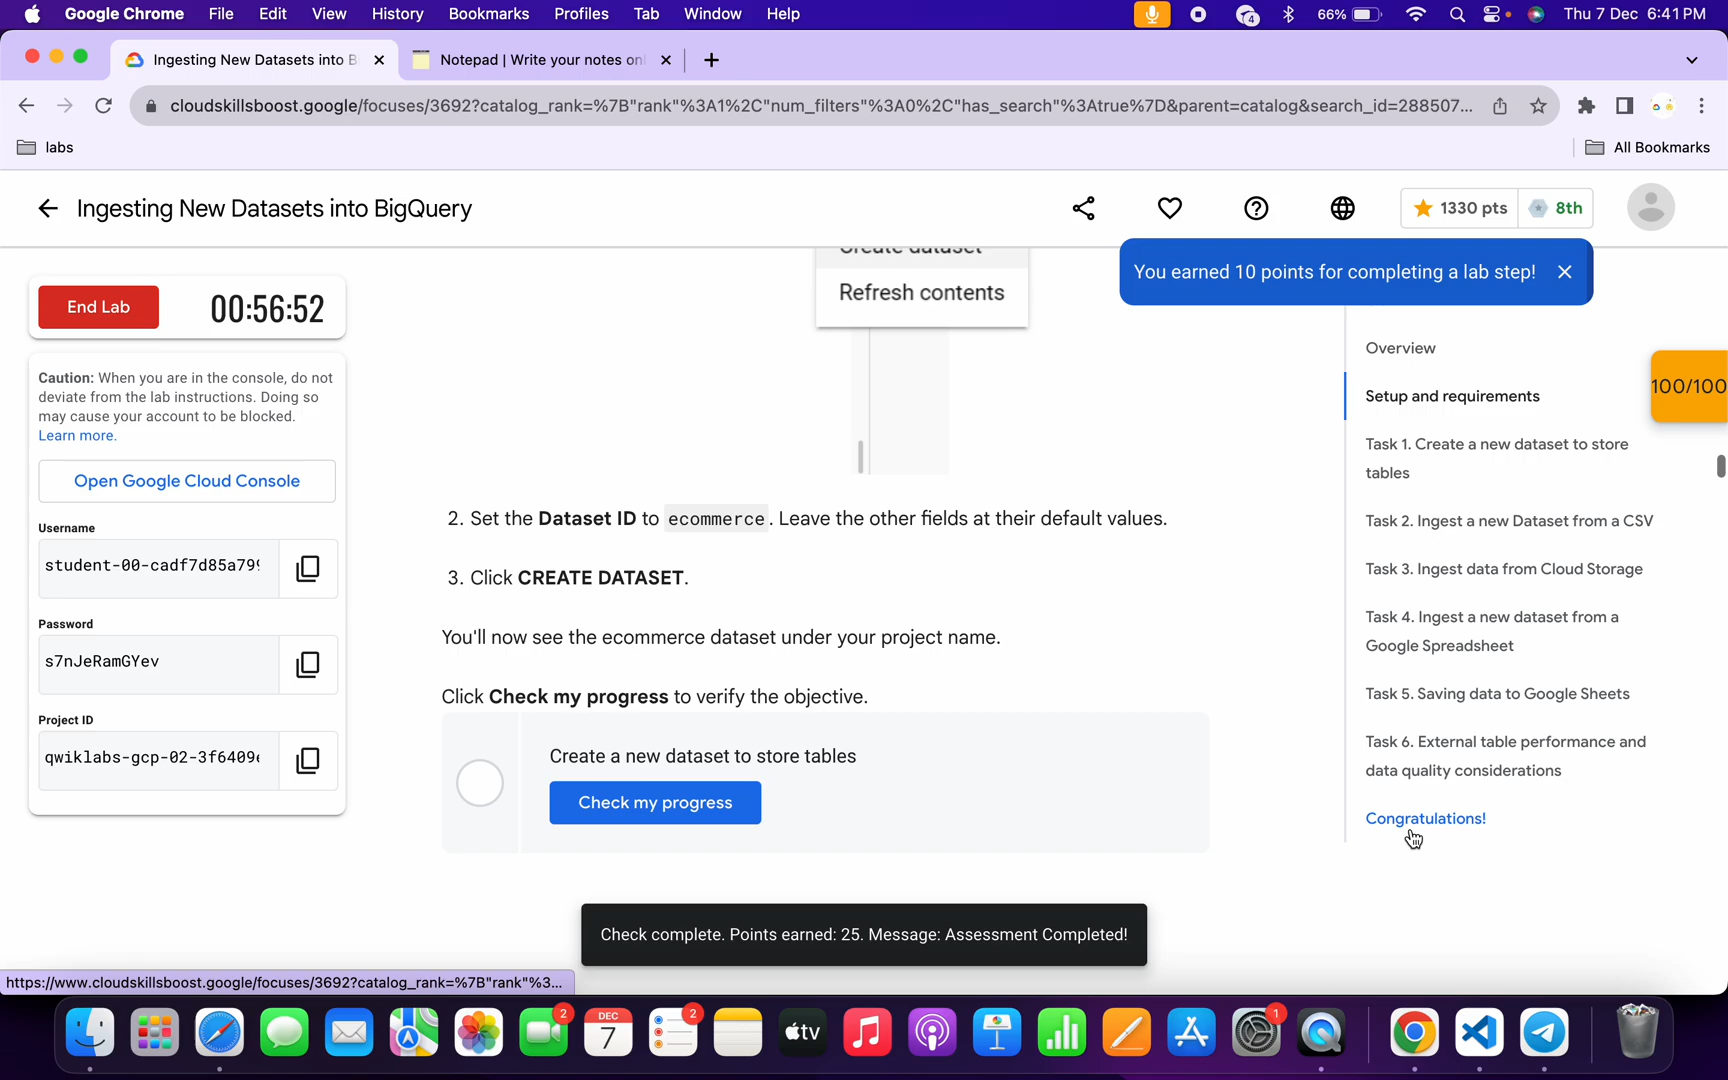 Google Chrome File Edit View History Bookmarks Profiles Tab Window Help 4 66% Thu 7 Dec 6:41 PM
Ingesting New Datasets into B
Notepad | Write your notes onl
cloudskillsboost.google/focuses/3692?catalog_rank=%7B"rank"%3A1%2C"num_filters"%3A0%2C"has_search"%3Atrue%7D&parent=catalog&search_id=288507...
labs
All Bookmarks
Ingesting New Datasets into BigQuery
1330 pts 8th
Create dataset
Refresh contents
You earned 10 points for completing a lab step!
End Lab 00:56:52
Caution: When you are in the console, do not
deviate from the lab instructions. Doing so
may cause your account to be blocked.
Learn more.
Open Google Cloud Console
Username
student-00-cadf7d85a799
Password
s7nJeRamGYev
Project ID
qwiklabs-gcp-02-3f6409e
2. Set the Dataset ID to ecommerce. Leave the other fields at their default values.
3. Click CREATE DATASET.
You'll now see the ecommerce dataset under your project name.
Click Check my progress to verify the objective.
Create a new dataset to store tables
Check my progress
Overview
Setup and requirements
Task 1. Create a new dataset to store
tables
Task 2. Ingest a new Dataset from a CSV
Task 3. Ingest data from Cloud Storage
Task 4. Ingest a new dataset from a
Google Spreadsheet
Task 5. Saving data to Google Sheets
Task 6. External table performance and
data quality considerations
Congratulations!
100/100
Check complete. Points earned: 25. Message: Assessment Completed!
https://www.cloudskillsboost.google/focuses/3692?catalog_rank=%7B"rank"%3...
2
DEC
7
2
tv
1